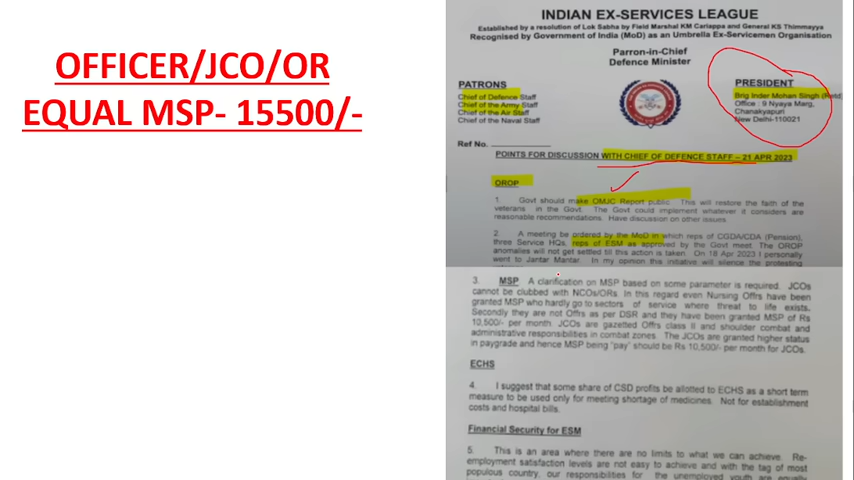 OFFICER/JCO/OR
EQUAL MSP- 15500/-
INDIAN EX-SERVICES LEAGUE
Established by a resolution of Lok Sabha by Field Marshal KM Cariappa and General KS Thimmayya
Recognised by Government of India (MoD) as an Umbrella Ex-Servicemen Organisation
Parron-in-Chief
Defence Minister
PATRONS
Chief of Defence Staff
Chief of the Army Staff
Chief of the Air Staff
Chief of the Naval Staff
PRESIDENT
Brig Inder Mohan Singh (Retd)
Office : 9 Nyaya Marg,
Chanakyapuri
New Delhi-110021
Ref No.
POINTS FOR DISCUSSION WITH CHIEF OF DEFENCE STAFF – 21 APR 2023
OROP
1. Govt should make OMJC Report public. This will restore the faith of the
veterans in the Govt. The Govt could implement whatever it considers are
reasonable recommendations. Have discussion on other issues.
2. A meeting be ordered by the MoD in which reps of CGDA/CDA (Pension),
three Service HQs, reps of ESM as approved by the Govt meet. The OROP
anomalies will not get settled till this action is taken. On 18 Apr 2023 I personally
went to Jantar Mantar. In my opinion this initiative will silence the protesting
3. MSP A clarification on MSP based on some parameter is required. JCOs
cannot be clubbed with NCOs/ORs. In this regard even Nursing Offrs have been
granted MSP who hardly go to sectors of service where threat to life exists.
Secondly they are not Offrs as per DSR and they have been granted MSP of Rs
10,500/- per month. JCOs are gazetted Offrs class II and shoulder combat and
administrative responsibilities in combat zones. The JCOs are granted higher status
in paygrade and hence MSP being "pay" should be Rs 10,500/- per month for JCOs.
ECHS
4. I suggest that some share of CSD profits be allotted to ECHS as a short term
measure to be used only for meeting shortage of medicines. Not for establishment
costs and hospital bills.
Financial Security for ESM
5. This is an area where there are no limits to what we can achieve. Re-
employment satisfaction levels are not easy to achieve and with the tag of most
populous country, our responsibilities for the unemployed youth are equally